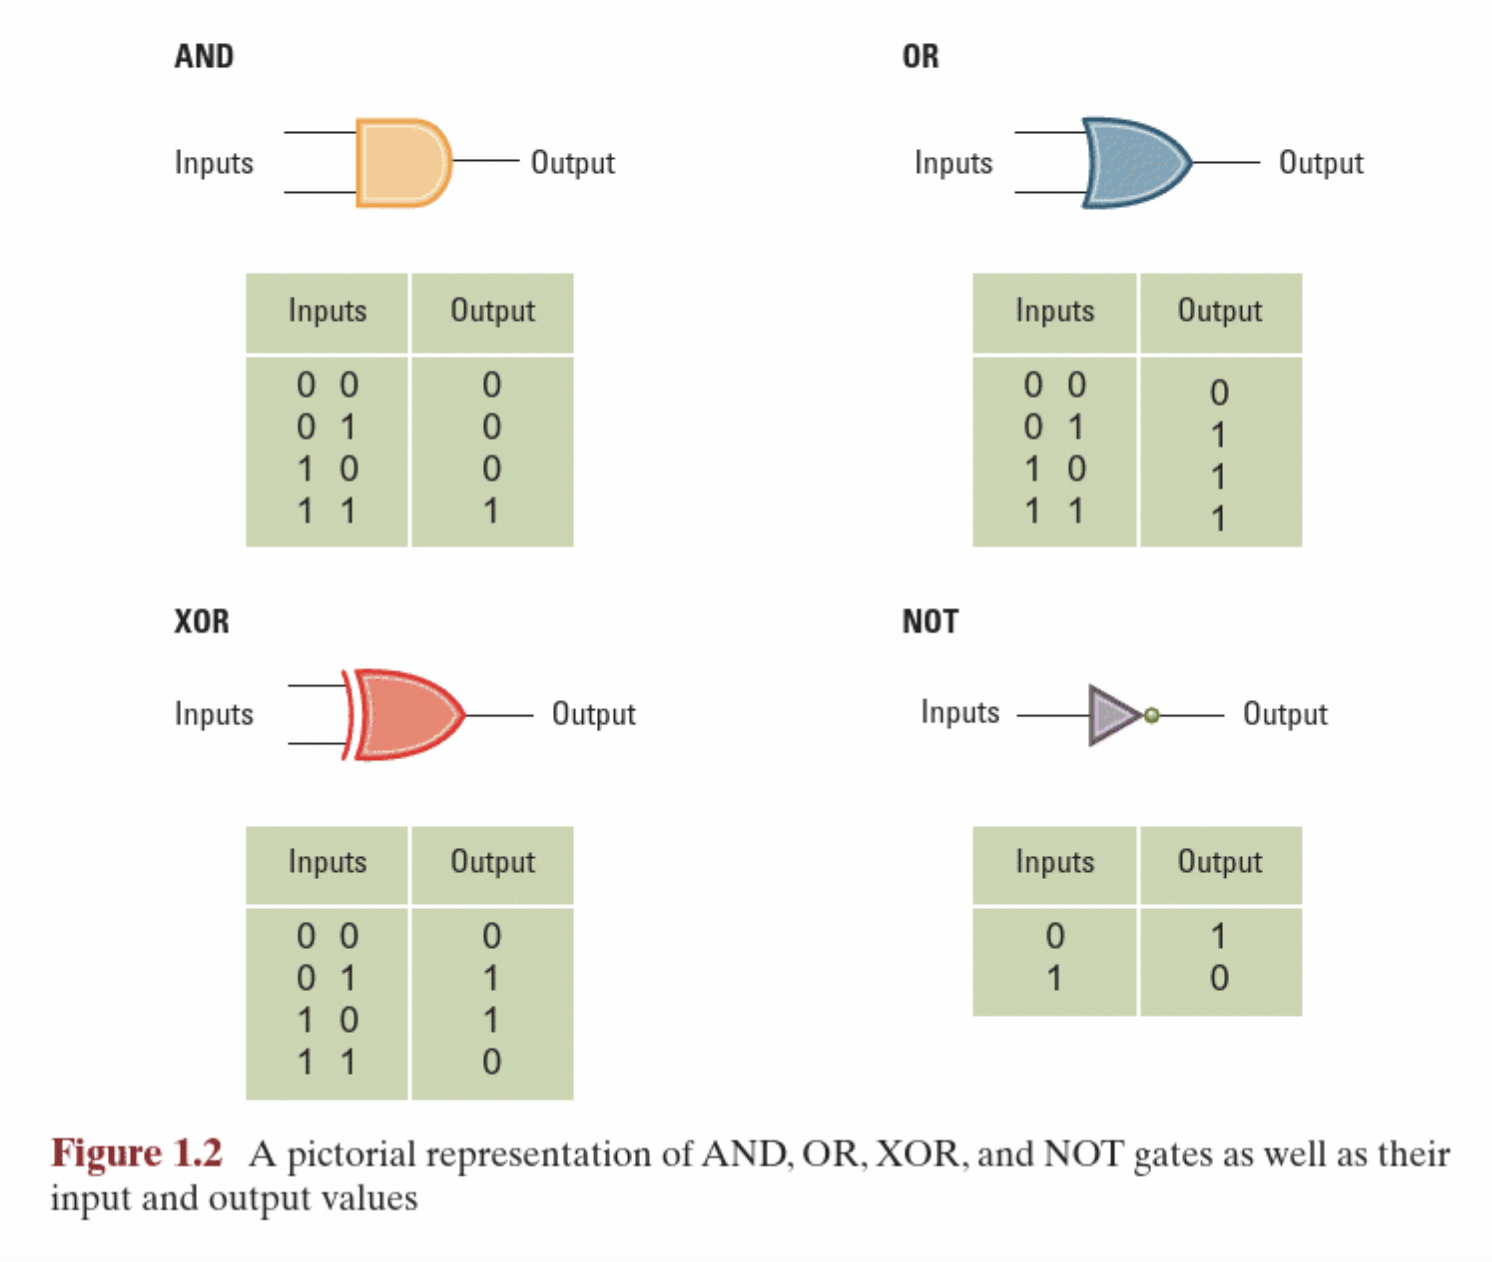 AND
Inputs
Output
Inputs Output
0 0 0
0 1 0
1 0 0
1 1 1
OR
Inputs
Output
Inputs Output
0 0 0
0 1 1
1 0 1
1 1 1
XOR
Inputs
Output
Inputs Output
0 0 0
0 1 1
1 0 1
1 1 0
NOT
Inputs
Output
Inputs Output
0 1
1 0
Figure 1.2 A pictorial representation of AND, OR, XOR, and NOT gates as well as their
input and output values